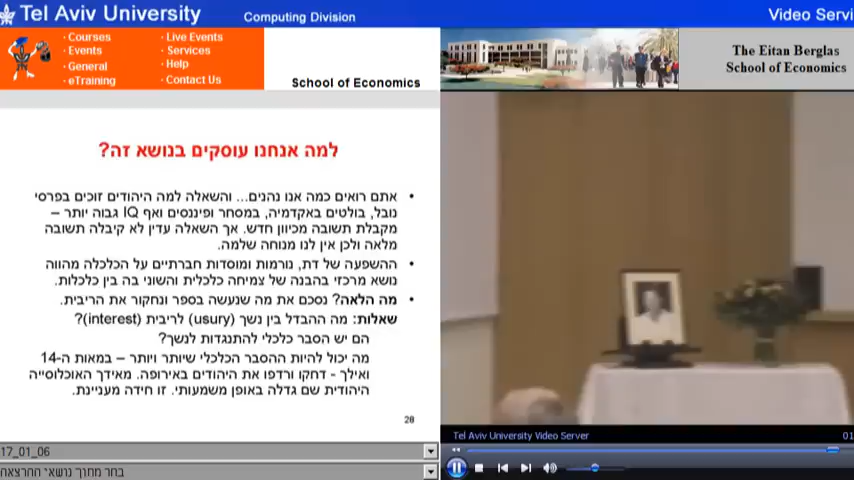 Tel Aviv University
Computing Division
Video Servi
· Courses
· Events
· General
· eTraining
· Live Events
· Services
· Help
· Contact Us
School of Economics
The Eitan Berglas
School of Economics
למה אנחנו עוסקים בנושא זה?
• אתם רואים כמה אנו נהנים... והשאלה למה היהודים זוכים בפרסי
נובל, בולטים באקדמיה, במסחר ופיננסים ואף IQ גבוה יותר –
מקבלת תשובה מכיוון חדש. אך השאלה עדין לא קיבלה תשובה
מלאה ולכן אין לנו מנוחה שלמה.
• ההשפעה של דת, נורמות ומוסדות חברתיים על הכלכלה מהווה
נושא מרכזי בהבנה של צמיחה כלכלית והשוני בה בין כלכלות.
• מה הלאה? נסכם את מה שנעשה בספר ונחקור את הריבית.
שאלות: מה ההבדל בין נשך (usury) לריבית (interest)?
הם יש הסבר כלכלי להתנגדות לנשך?
מה יכול להיות ההסבר הכלכלי שיותר ויותר – במאות ה-14
ואילך - דחקו ורדפו את היהודים באירופה. מאידך האוכלוסייה
היהודית שם גדלה באופן משמעותי. זו חידה מעניינת.
28
Tel Aviv University Video Server
01
17_01_06
בחר מתוך נושאי ההרצאה